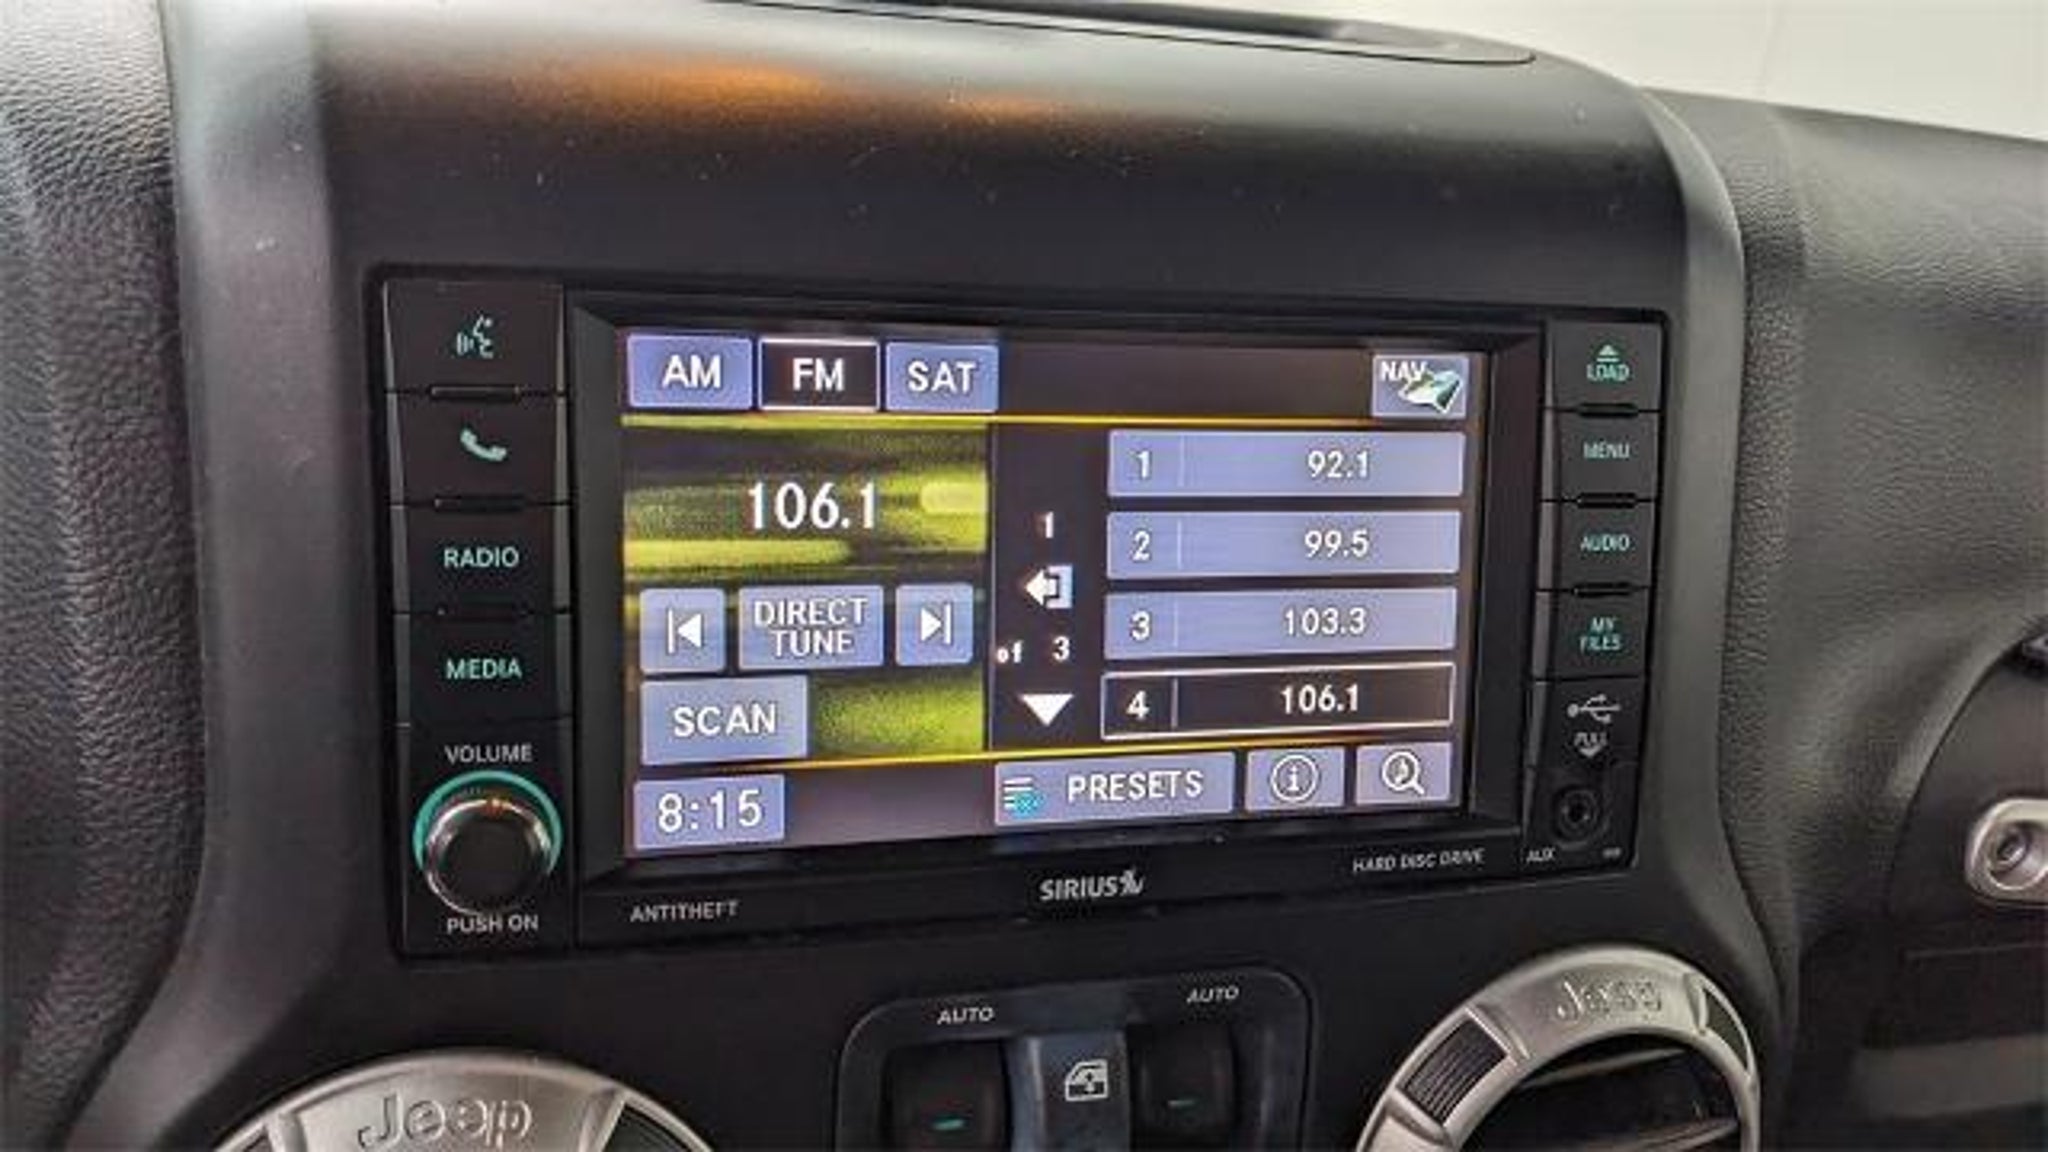 AM FM SAT NAV
LOAD
MENU
AUDIO
MY
FILES
PULL
AUX
RADIO
MEDIA
VOLUME
PUSH ON
106.1
DIRECT
TUNE
SCAN
8:15
1
of 3
1 92.1
2 99.5
3 103.3
4 106.1
PRESETS
i
ANTITHEFT
SIRIUS
HARD DISC DRIVE
AUTO
AUTO
Jeep
Jeep